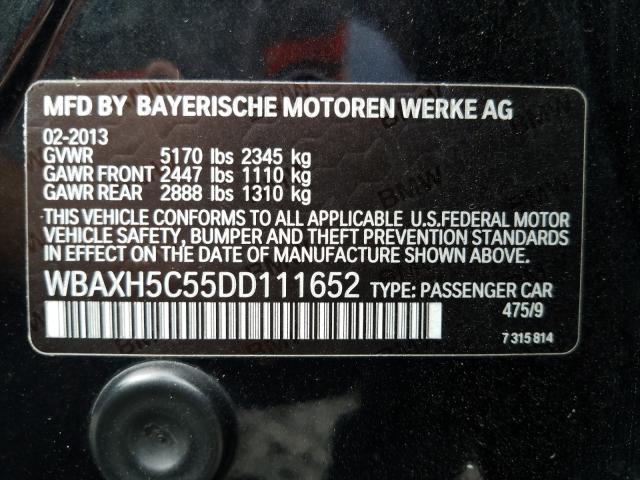 MFD BY BAYERISCHE MOTOREN WERKE AG
02-2013
GVWR 5170 lbs 2345 kg
GAWR FRONT 2447 lbs 1110 kg
GAWR REAR 2888 lbs 1310 kg
THIS VEHICLE CONFORMS TO ALL APPLICABLE U.S.FEDERAL MOTOR
VEHICLE SAFETY, BUMPER, AND THEFT PREVENTION STANDARDS
IN EFFECT ON THE DATE OF MANUFACTURE SHOWN ABOVE.
WBAXH5C55DD111652 TYPE: PASSENGER CAR
475/9
7 315 814